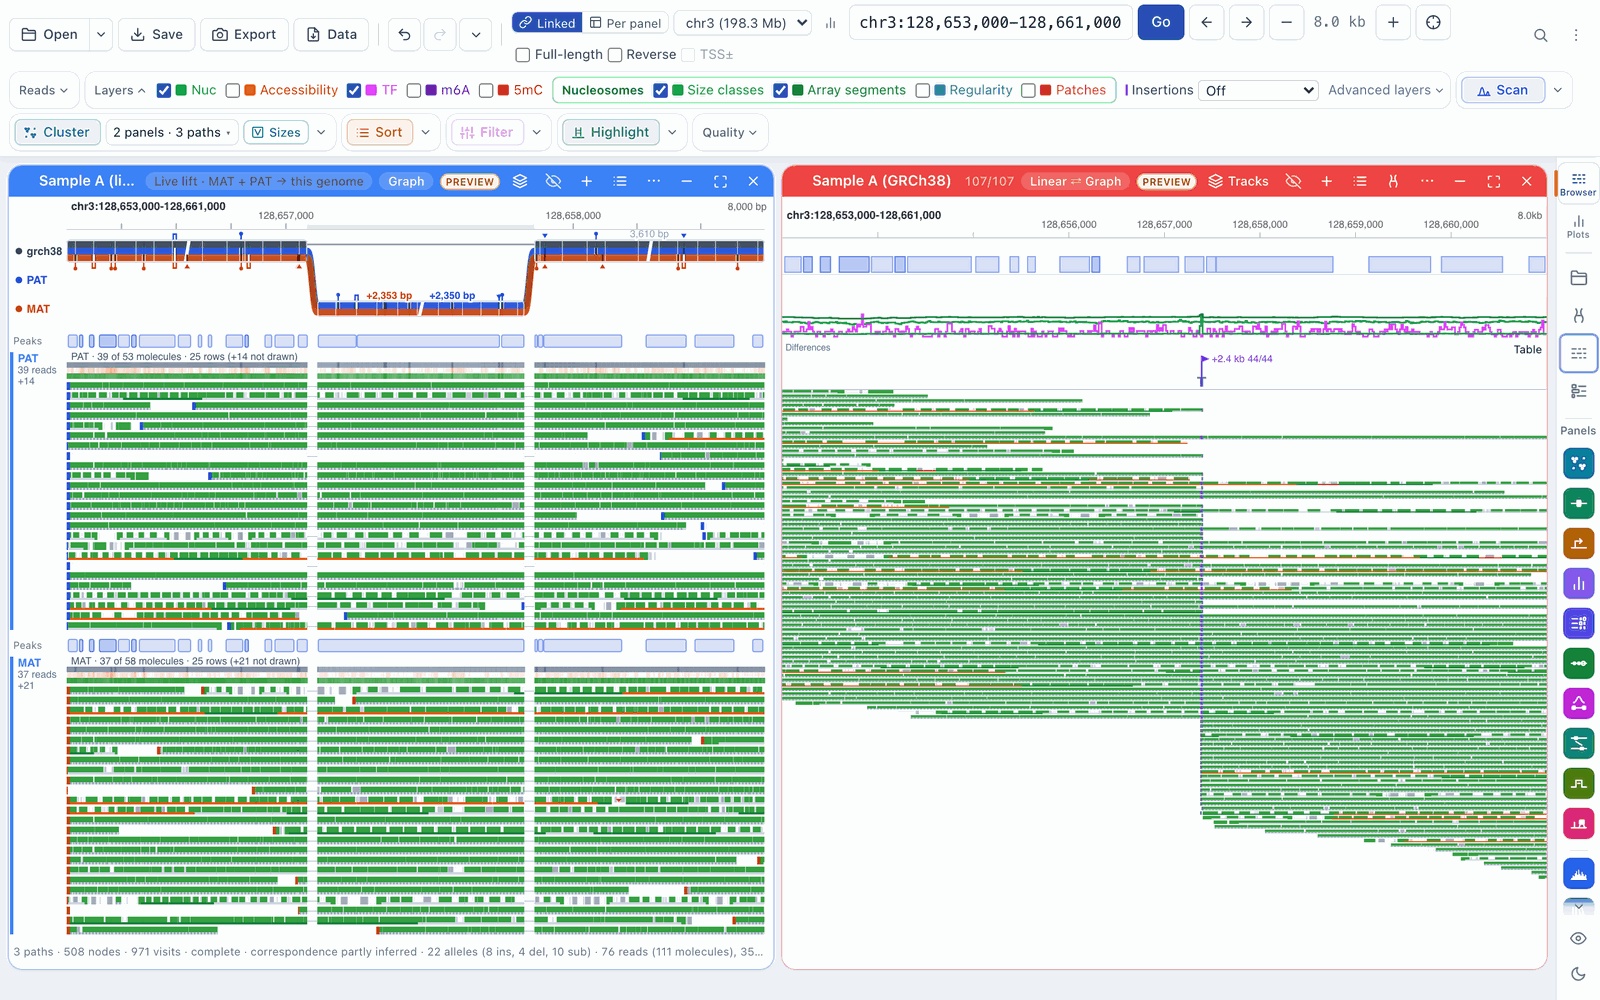 Open
Save
Export
Data
Linked
Per panel
chr3 (198.3 Mb)
chr3:128,653,000–128,661,000
Go
8.0 kb
Full-length
Reverse
TSS±
Reads
Layers
Nuc
Accessibility
TF
m6A
5mC
Nucleosomes
Size classes
Array segments
Regularity
Patches
Insertions
Off
Advanced layers
Scan
Cluster
2 panels · 3 paths
Sizes
Sort
Filter
Highlight
Quality
Sample A (li...
Live lift · MAT + PAT → this genome
Graph
PREVIEW
chr3:128,653,000-128,661,000
8,000 bp
128,657,000
128,658,000
3,610 bp
grch38
PAT
MAT
+2,353 bp
+2,350 bp
Peaks
PAT
39 reads
+14
PAT · 39 of 53 molecules · 25 rows (+14 not drawn)
Peaks
MAT
37 reads
+21
MAT · 37 of 58 molecules · 25 rows (+21 not drawn)
3 paths · 508 nodes · 971 visits · complete · correspondence partly inferred · 22 alleles (8 ins, 4 del, 10 sub) · 76 reads (111 molecules), 35...
Sample A (GRCh38)
107/107
Linear ⇌ Graph
PREVIEW
Tracks
chr3:128,653,000-128,661,000
8.0kb
128,656,000
128,657,000
128,658,000
128,659,000
128,660,000
Differences
Table
+2.4 kb 44/44
Browser
Plots
Panels